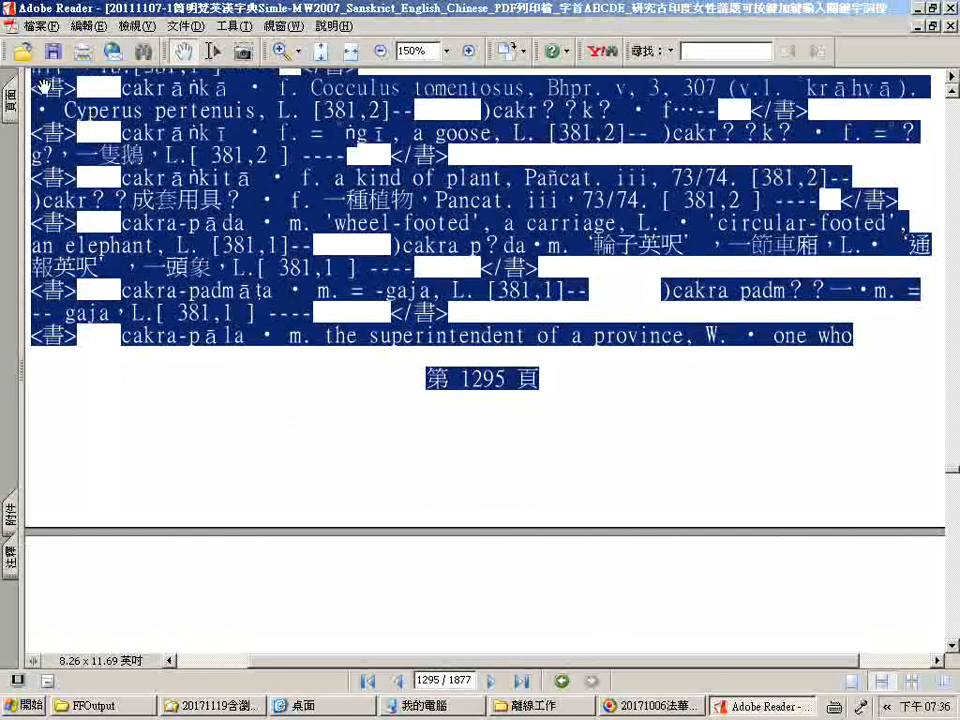 Adobe Reader - [20111107-1簡明梵英漢字典Simle-MW2007_Sanskrict_English_Chinese_PDF列印檔_字首ABCDE_研究古印度女性議題可按鍵加鍵輸入關鍵字詞搜
檔案(F) 編輯(E) 檢視(V) 文件(D) 工具(T) 視窗(W) 說明(H)
150% 尋找:
頁面
<書> cakrāṅkā • f. Cocculus tomentosus, Bhpr. v, 3, 307 (v.l. °krāhvā).
• Cyperus pertenuis, L. [381,2]-- )cakr??k? • f…-- </書>
<書> cakrāṅkī • f. = °ṅgī, a goose, L. [381,2]-- )cakr??k? • f. =°?
g?，一隻鵝，L.[ 381,2 ] ---- </書>
<書> cakrāṅkitā • f. a kind of plant, Pañcat. iii, 73/74. [381,2]--
)cakr??成套用具? • f. 一種植物，Pancat. iii，73/74. [ 381,2 ] ---- </書>
<書> cakra-pāda • m. 'wheel-footed', a carriage, L. • 'circular-footed',
an elephant, L. [381,1]-- )cakra p?da•m.‘輪子英呎’，一節車廂，L.•‘通
報英呎’，一頭象，L.[ 381,1 ] ---- </書>
<書> cakra-padmāṭa • m. = -gaja, L. [381,1]-- )cakra padm??一•m. =
-- gaja，L.[ 381,1 ] ---- </書>
<書> cakra-pāla • m. the superintendent of a province, W. • one who
第 1295 頁
附件
注釋
8.26 x 11.69 英吋
1295 / 1877
開始 FFOutput 20171119含瀏... 桌面 我的電腦 離線工作 20171006法華... Adobe Reader - ... 下午 07:36